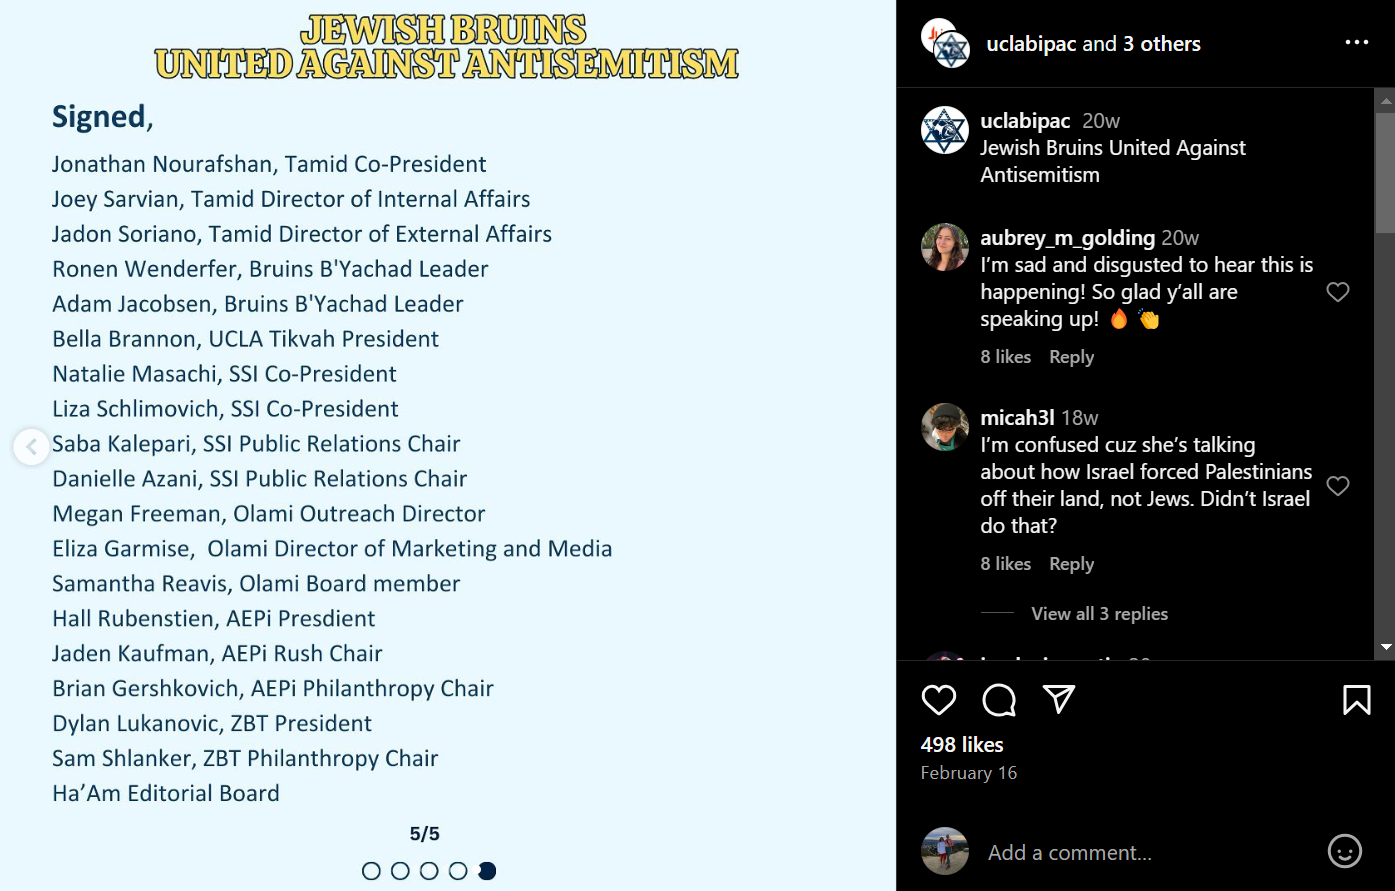 JEWISH BRUINS
UNITED AGAINST ANTISEMITISM
Signed,
Jonathan Nourafshan, Tamid Co-President
Joey Sarvian, Tamid Director of Internal Affairs
Jadon Soriano, Tamid Director of External Affairs
Ronen Wenderfer, Bruins B'Yachad Leader
Adam Jacobsen, Bruins B'Yachad Leader
Bella Brannon, UCLA Tikvah President
Natalie Masachi, SSI Co-President
Liza Schlimovich, SSI Co-President
Saba Kalepari, SSI Public Relations Chair
Danielle Azani, SSI Public Relations Chair
Megan Freeman, Olami Outreach Director
Eliza Garmise,  Olami Director of Marketing and Media
Samantha Reavis, Olami Board member
Hall Rubenstien, AEPi Presdient
Jaden Kaufman, AEPi Rush Chair
Brian Gershkovich, AEPi Philanthropy Chair
Dylan Lukanovic, ZBT President
Sam Shlanker, ZBT Philanthropy Chair
Ha’Am Editorial Board
5/5
uclabipac and 3 others
uclabipac 20w
Jewish Bruins United Against
Antisemitism
aubrey_m_golding 20w
I’m sad and disgusted to hear this is
happening! So glad y’all are
speaking up! 🔥 👏
8 likes Reply
micah3l 18w
I’m confused cuz she’s talking
about how Israel forced Palestinians
off their land, not Jews. Didn’t Israel
do that?
8 likes Reply
View all 3 replies
498 likes
February 16
Add a comment...